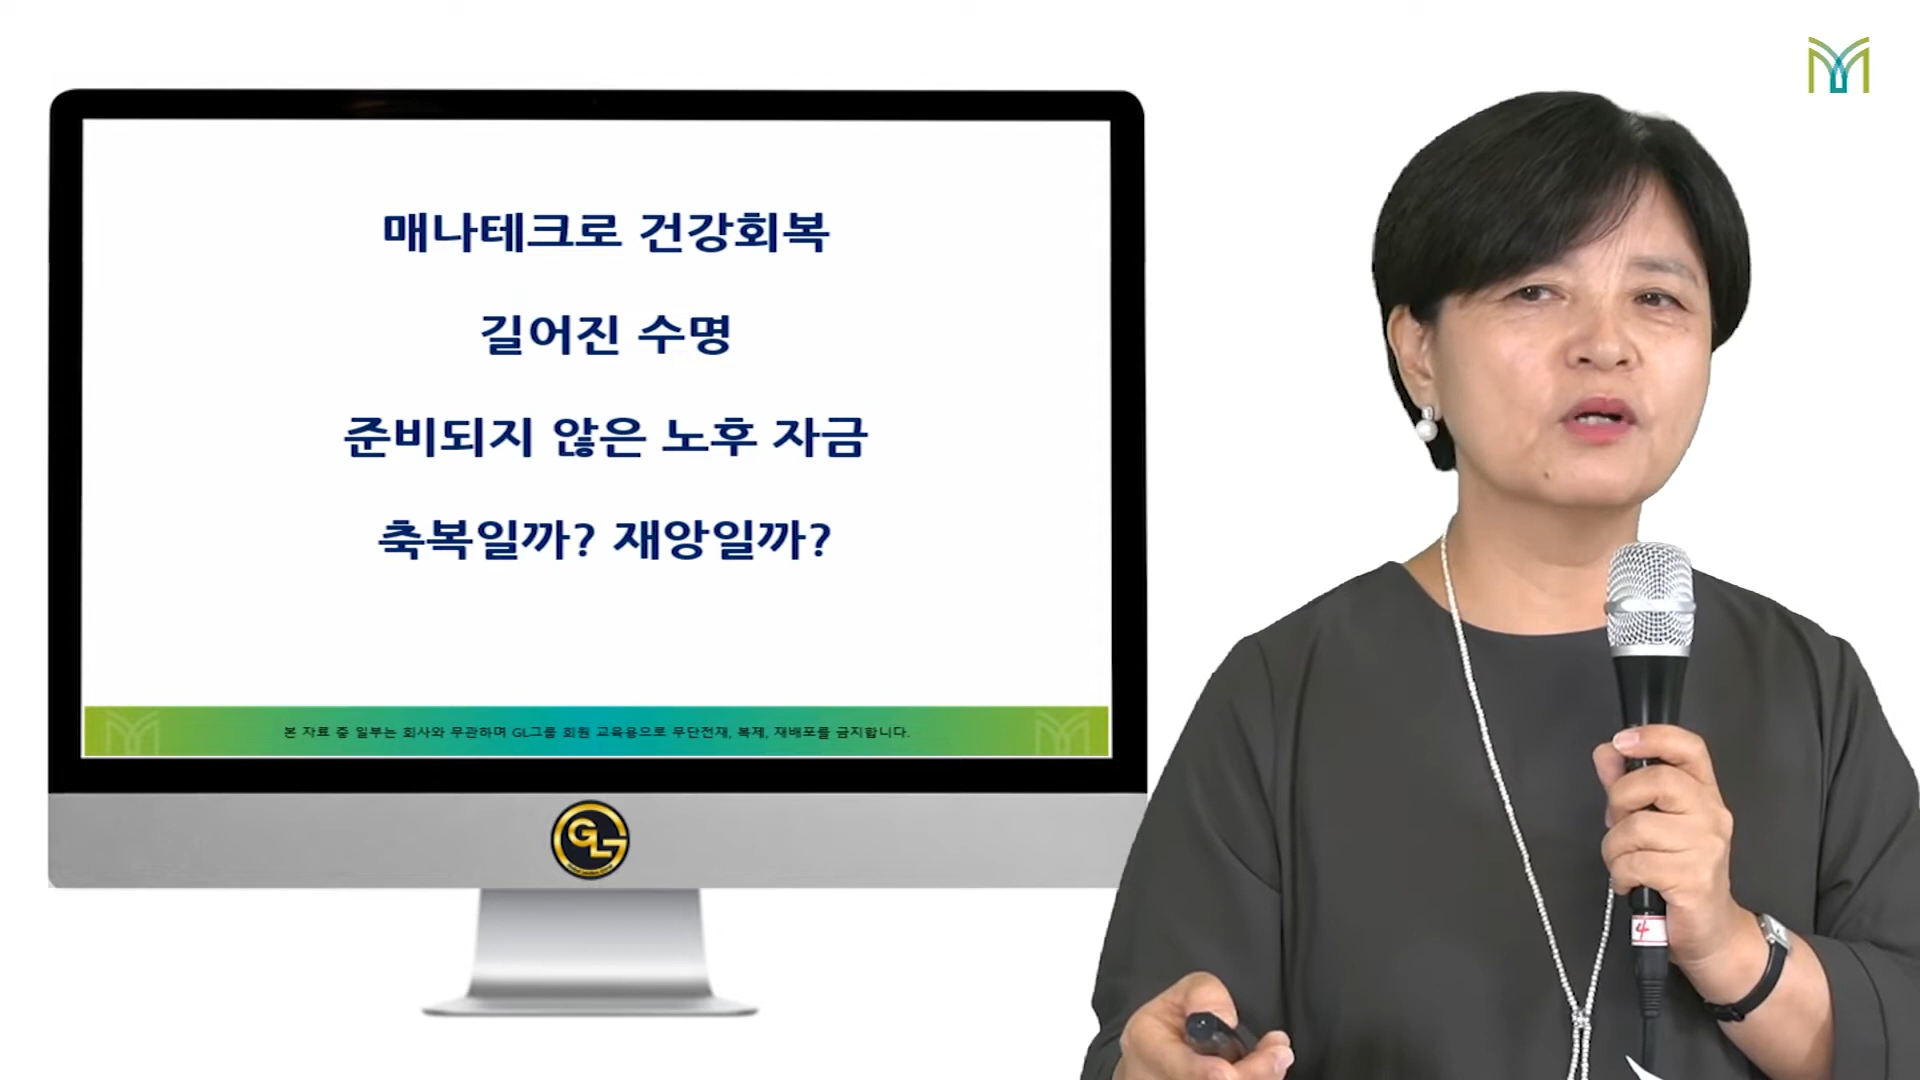 매나테크로 건강회복
길어진 수명
준비되지 않은 노후 자금
축복일까? 재앙일까?
본 자료 중 일부는 회사와 무관하며 GL그룹 회원 교육용으로 무단전재, 복제, 재배포를 금지합니다.
GLG
4